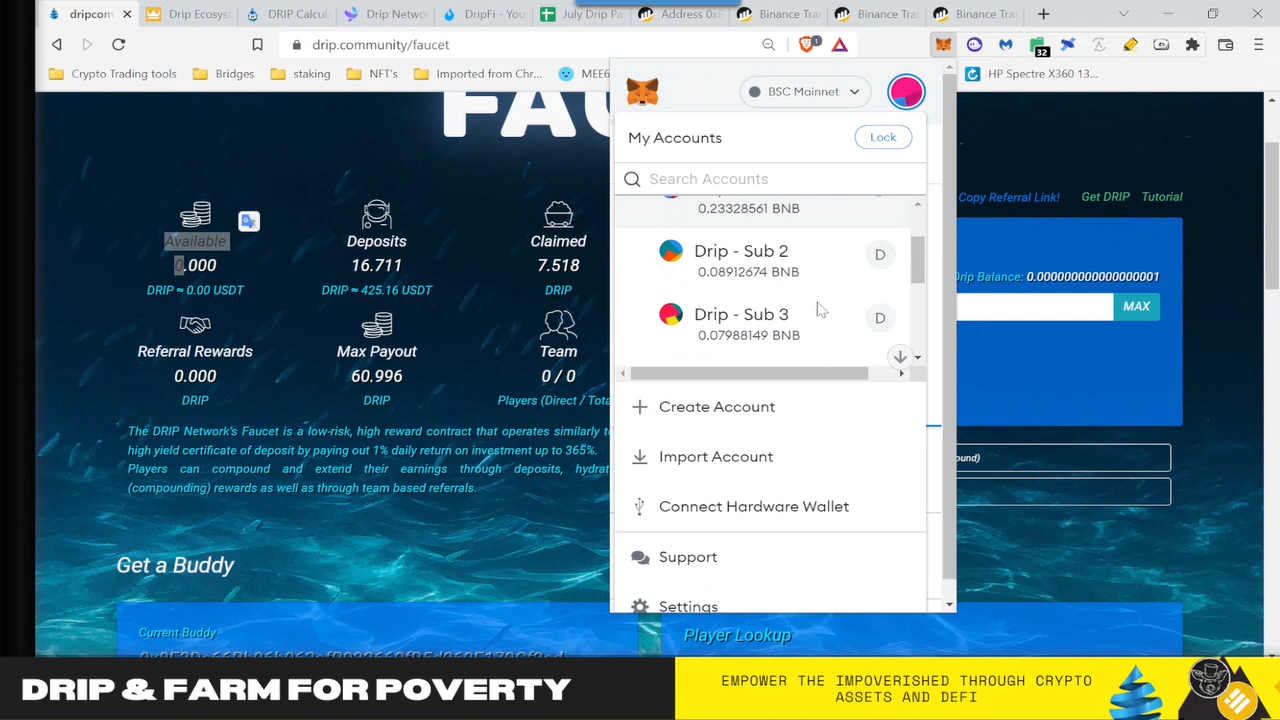 dripcom
Drip Ecosyst
DRIP Calcu
Drip Netwo
DripFi - You
July Drip Pa
Address 0x
Binance Tra
Binance Tra
Binance Tra
drip.community/faucet
1
32
Crypto Trading tools
Bridges
staking
NFT's
Imported from Chr...
MEE6
HP Spectre X360 13...
FAU
BSC Mainnet
My Accounts
Lock
Search Accounts
0.23328561 BNB
Drip - Sub 2
D
0.08912674 BNB
Drip - Sub 3
D
0.07988149 BNB
Create Account
Import Account
Connect Hardware Wallet
Support
Settings
Copy Referral Link!
Get DRIP
Tutorial
Available
Deposits
Claimed
0.000
16.711
7.518
DRIP ≈ 0.00 USDT
DRIP ≈ 425.16 USDT
DRIP
Drip Balance: 0.000000000000000001
MAX
Referral Rewards
Max Payout
Team
0.000
60.996
0 / 0
DRIP
DRIP
Players (Direct / Tota
The DRIP Network's Faucet is a low-risk, high reward contract that operates similarly to
high yield certificate of deposit by paying out 1% daily return on investment up to 365%.
Players can compound and extend their earnings through deposits, hydrat
(compounding) rewards as well as through team based referrals.
ound)
Get a Buddy
Current Buddy
Player Lookup
DRIP & FARM FOR POVERTY
EMPOWER THE IMPOVERISHED THROUGH CRYPTO
ASSETS AND DEFI